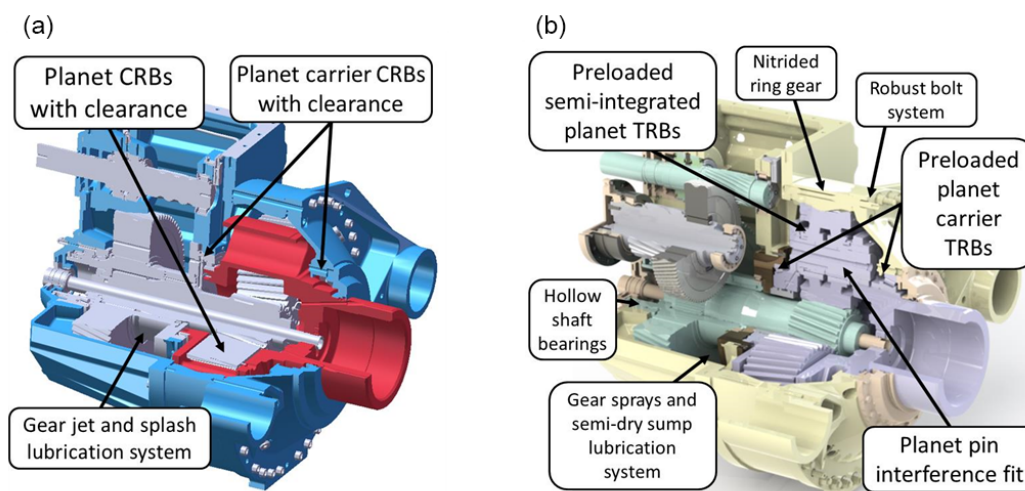 (a)
Planet CRBs
with clearance
Planet carrier CRBs
with clearance
Gear jet and splash
lubrication system
(b)
Preloaded
semi-integrated
planet TRBs
Nitrided
ring gear
Robust bolt
system
Preloaded
planet
carrier
TRBs
Hollow
shaft
bearings
Gear sprays and
semi-dry sump
lubrication
system
Planet pin
interference fit